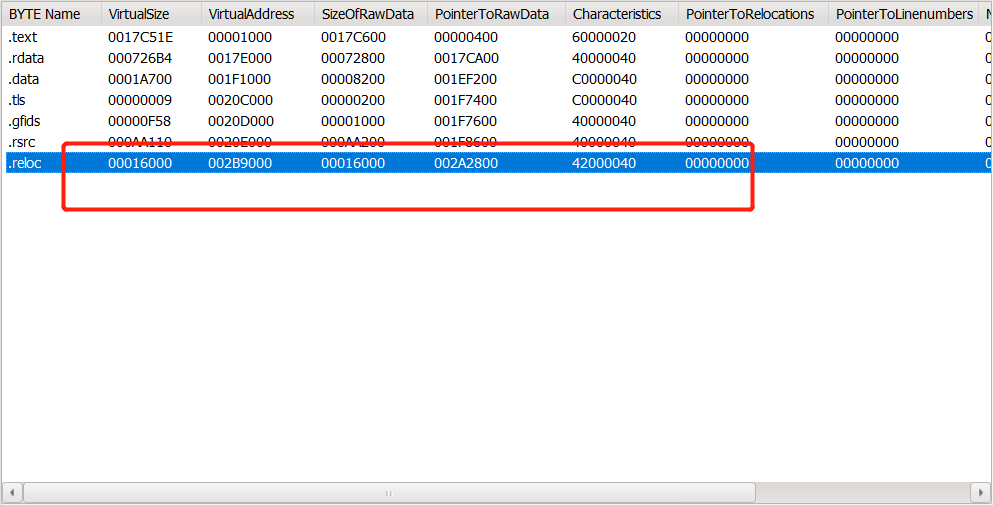 BYTE Name VirtualSize VirtualAddress SizeOfRawData PointerToRawData Characteristics PointerToRelocations PointerToLinenumbers N
.text 0017C51E 00001000 0017C600 00000400 60000020 00000000 00000000 0
.rdata 000726B4 0017E000 00072800 0017CA00 40000040 00000000 00000000 0
.data 0001A700 001F1000 00008200 001EF200 C0000040 00000000 00000000 0
.tls 00000009 0020C000 00000200 001F7400 C0000040 00000000 00000000 0
.gfids 00000F58 0020D000 00001000 001F7600 40000040 00000000 00000000 0
.rsrc 000AA110 0020E000 000AA200 001F8600 40000040 00000000 00000000 0
.reloc 00016000 002B9000 00016000 002A2800 42000040 00000000 00000000 0